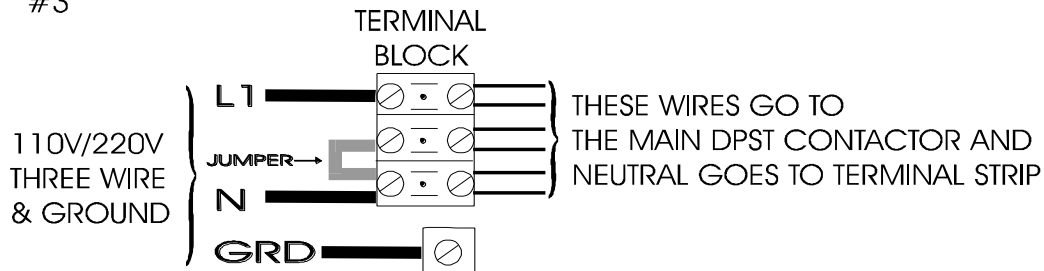 #3
TERMINAL
BLOCK
L1
110V/220V
THREE WIRE
& GROUND
JUMPER
N
GRD
THESE WIRES GO TO
THE MAIN DPST CONTACTOR AND
NEUTRAL GOES TO TERMINAL STRIP